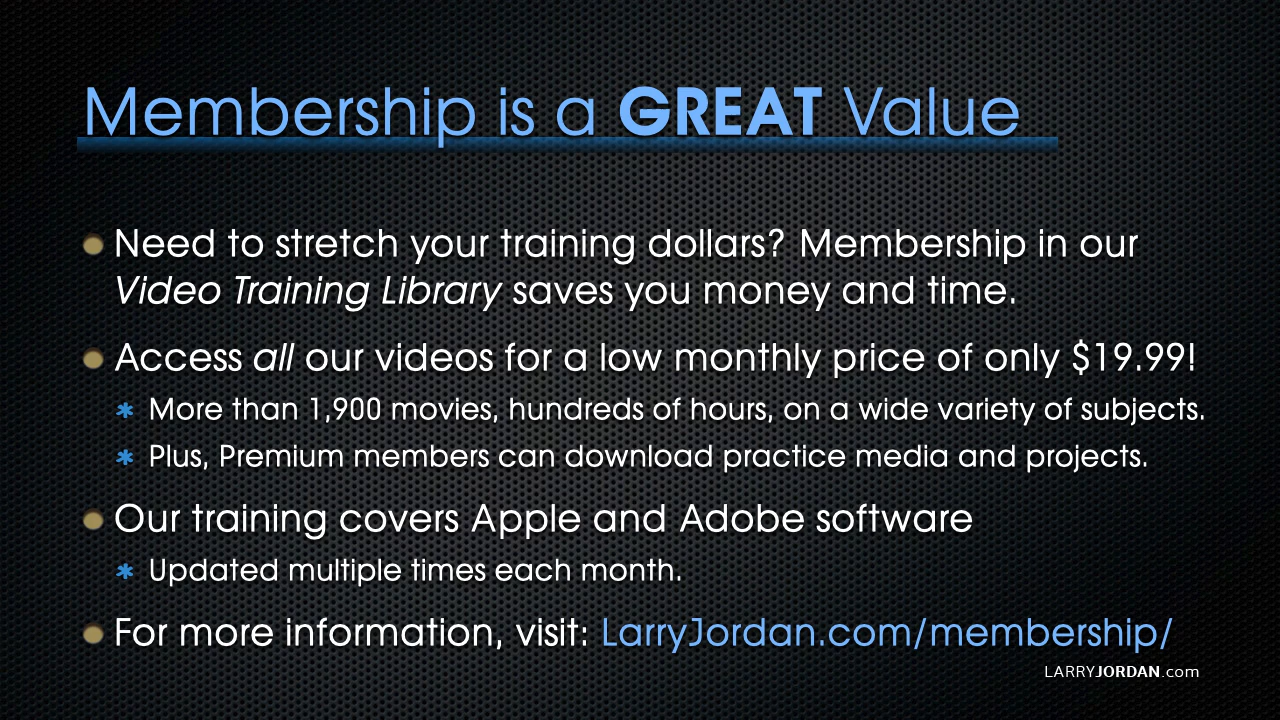 Membership is a GREAT Value
Need to stretch your training dollars? Membership in our
Video Training Library saves you money and time.
Access all our videos for a low monthly price of only $19.99!
More than 1,900 movies, hundreds of hours, on a wide variety of subjects.
Plus, Premium members can download practice media and projects.
Our training covers Apple and Adobe software
Updated multiple times each month.
For more information, visit: LarryJordan.com/membership/
LARRYJORDAN.com